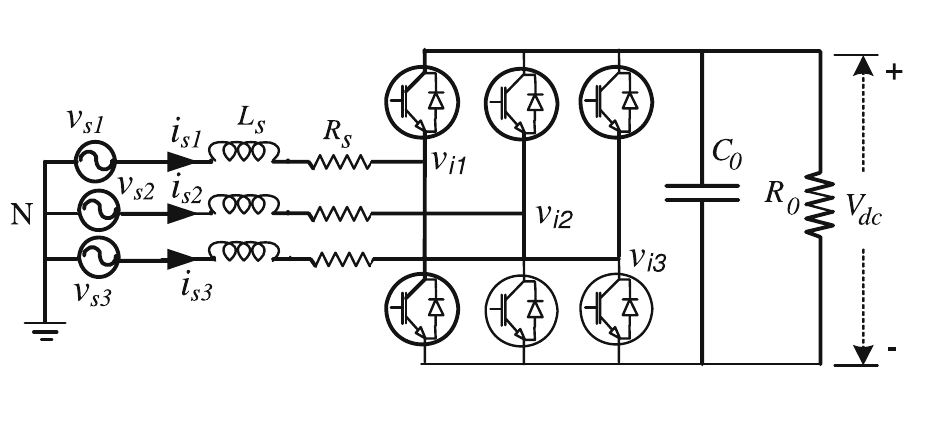 +
L_s
v_{s1}
i_{s1}
R_s
v_{i1}
C_0
v_{s2}
i_{s2}
R_0
V_{dc}
N
v_{i2}
v_{i3}
v_{s3}
i_{s3}
-